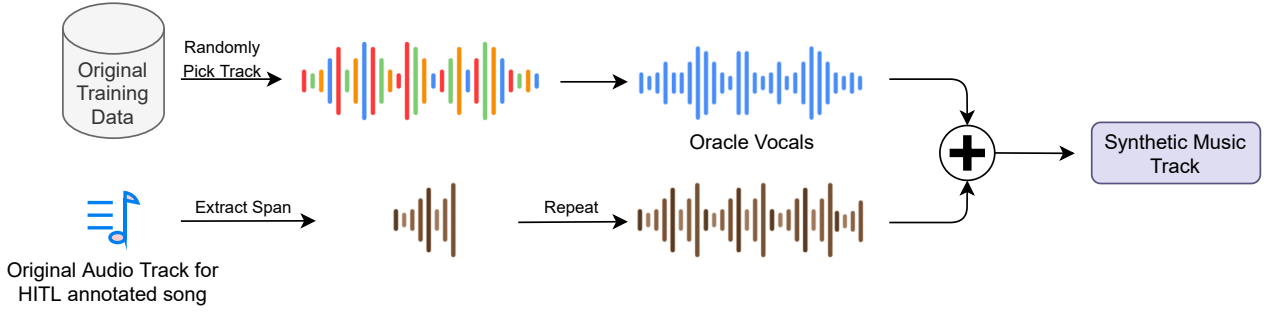 Original
Training
Data
Randomly
Pick Track
Oracle Vocals
Synthetic Music
Track
Extract Span
Repeat
Original Audio Track for
HITL annotated song